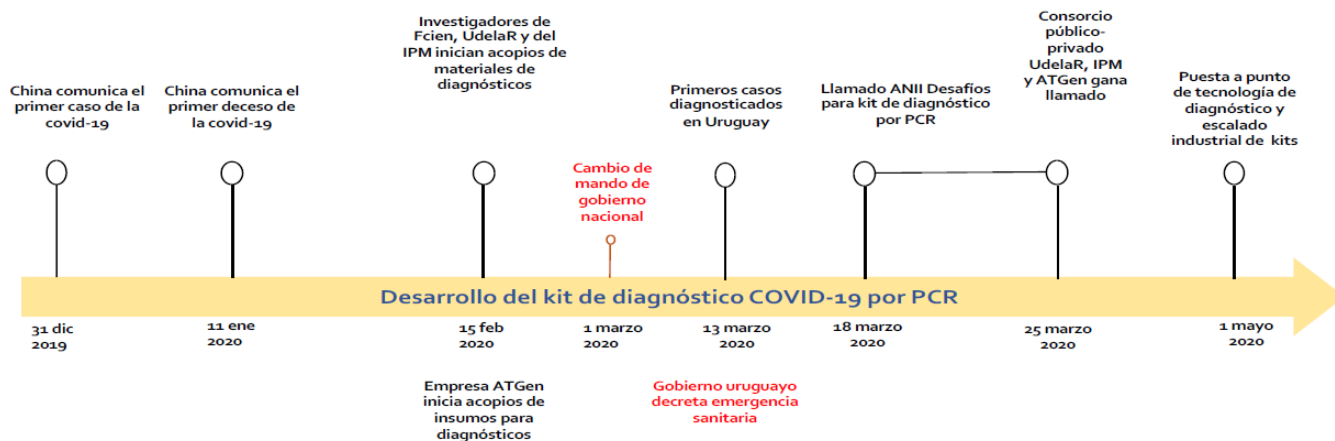 China comunica el
primer caso de la
covid-19
China comunica el
primer deceso de
la covid-19
Investigadores de
Fcien, UdelaR y del
IPM inician acopios de
materiales de
diagnósticos
Cambio de
mando de
gobierno
nacional
Primeros casos
diagnosticados
en Uruguay
Llamado ANII Desafíos
para kit de diagnóstico
por PCR
Consorcio
público-
privado
UdelaR, IPM
y ATGen gana
llamado
Puesta a punto
de tecnología de
diagnóstico y
escalado
industrial de kits
Desarrollo del kit de diagnóstico COVID-19 por PCR
31 dic
2019
11 ene
2020
15 feb
2020
1 marzo
2020
13 marzo
2020
18 marzo
2020
25 marzo
2020
1 mayo
2020
Empresa ATGen
inicia acopios de
insumos para
diagnósticos
Gobierno uruguayo
decreta emergencia
sanitaria